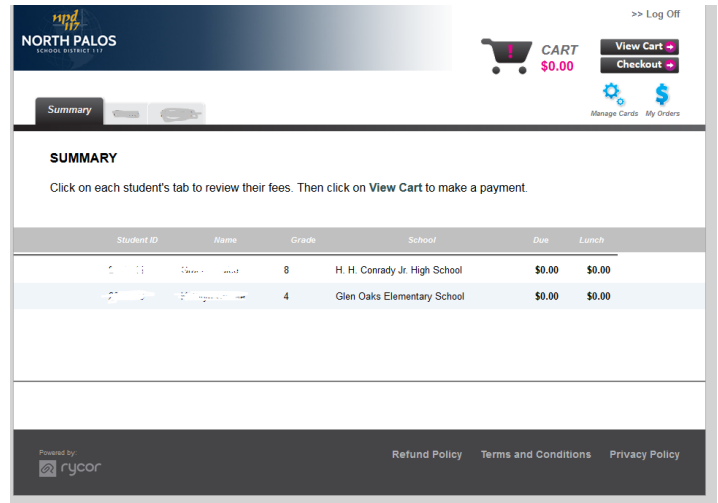 npd
117
NORTH PALOS
SCHOOL DISTRICT 117
>> Log Off
CART
$0.00
View Cart
Checkout
Manage Cards
My Orders
Summary
SUMMARY
Click on each student's tab to review their fees. Then click on View Cart to make a payment.
Student ID Name Grade School Due Lunch
8 H. H. Conrady Jr. High School $0.00 $0.00
4 Glen Oaks Elementary School $0.00 $0.00
Powered by:
rycor
Refund Policy Terms and Conditions Privacy Policy